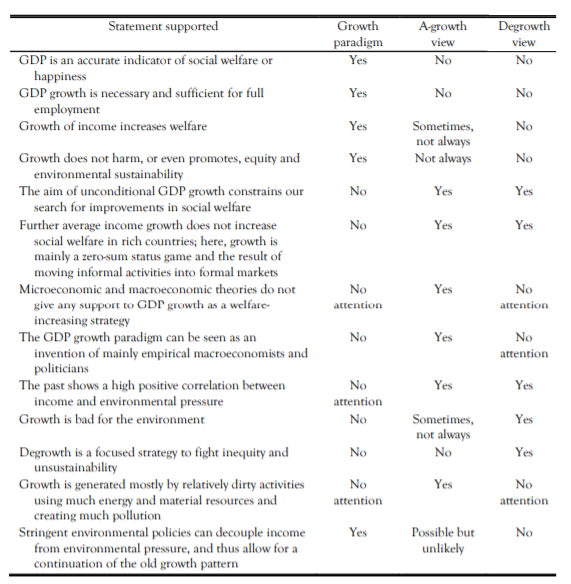 Statement supported Growth A-growth Degrowth
paradigm view view
GDP is an accurate indicator of social welfare or Yes No No
happiness
GDP growth is necessary and sufficient for full Yes No No
employment
Growth of income increases welfare Yes Sometimes, No
not always
Growth does not harm, or even promotes, equity and Yes Not always No
environmental sustainability
The aim of unconditional GDP growth constrains our No Yes Yes
search for improvements in social welfare
Further average income growth does not increase No Yes Yes
social welfare in rich countries; here, growth is
mainly a zero-sum status game and the result of
moving informal activities into formal markets
Microeconomic and macroeconomic theories do not No Yes No
give any support to GDP growth as a welfare- attention attention
increasing strategy
The GDP growth paradigm can be seen as an No Yes No
invention of mainly empirical macroeconomists and attention
politicians
The past shows a high positive correlation between No Yes Yes
income and environmental pressure attention
Growth is bad for the environment No Sometimes, Yes
not always
Degrowth is a focused strategy to fight inequity and No No Yes
unsustainability
Growth is generated mostly by relatively dirty activities No Yes No
using much energy and material resources and attention attention
creating much pollution
Stringent environmental policies can decouple income Yes Possible but No
from environmental pressure, and thus allow for a unlikely
continuation of the old growth pattern